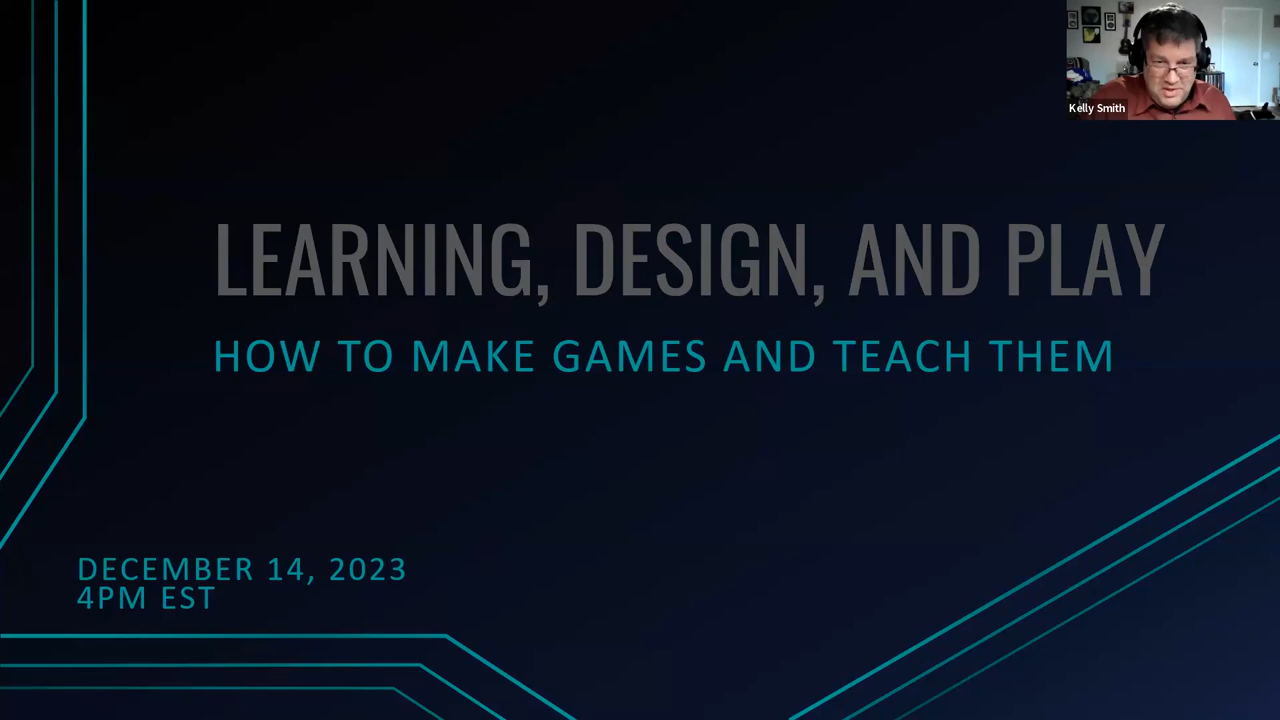 Kelly Smith
LEARNING, DESIGN, AND PLAY
HOW TO MAKE GAMES AND TEACH THEM
DECEMBER 14, 2023
4PM EST